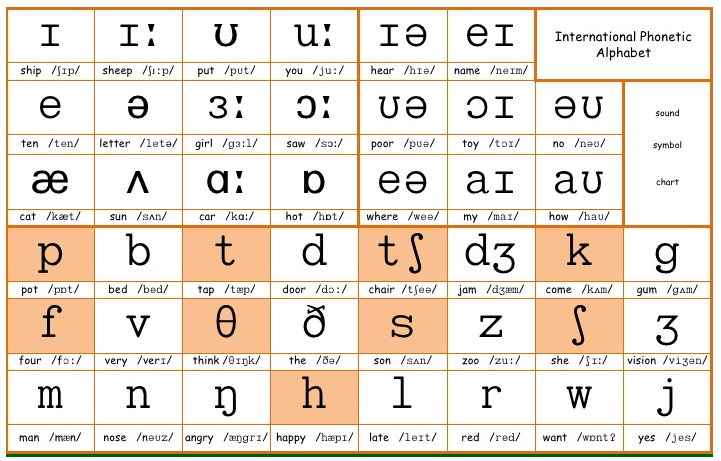 ɪ ɪː ʊ uː ɪə eɪ International Phonetic
Alphabet
ship /ʃɪp/ sheep /ʃɪːp/ put /pʊt/ you /juː/ hear /hɪə/ name /neɪm/
e ə ɜː ɔː ʊə ɔɪ əʊ sound
symbol
chart
ten /ten/ letter /letə/ girl /gɜːl/ saw /sɔː/ poor /pʊə/ toy /tɔɪ/ no /nəʊ/
æ ʌ ɑː ɒ eə aɪ aʊ
cat /kæt/ sun /sʌn/ car /kɑː/ hot /hɒt/ where /weə/ my /maɪ/ how /haʊ/
p b t d tʃ dʒ k g
pot /pɒt/ bed /bed/ tap /tæp/ door /dɔː/ chair /tʃeə/ jam /dʒæm/ come /kʌm/ gum /gʌm/
f v θ ð s z ʃ ʒ
four /fɔː/ very /verɪ/ think /θɪŋk/ the /ðə/ son /sʌn/ zoo /zuː/ she /ʃɪː/ vision /viʒən/
m n ŋ h l r w j
man /mæn/ nose /nəʊz/ angry /æŋgrɪ/ happy /hæpɪ/ late /leɪt/ red /red/ want /wɒnt?/ yes /jes/